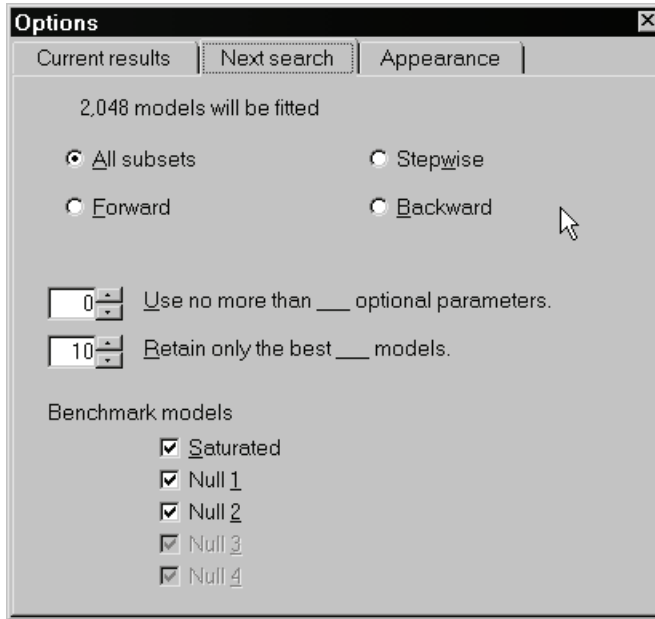 Options
Current results Next search Appearance
2,048 models will be fitted
All subsets Stepwise
Forward Backward
0 Use no more than ___ optional parameters.
10 Retain only the best ___ models.
Benchmark models
Saturated
Null 1
Null 2
Null 3
Null 4